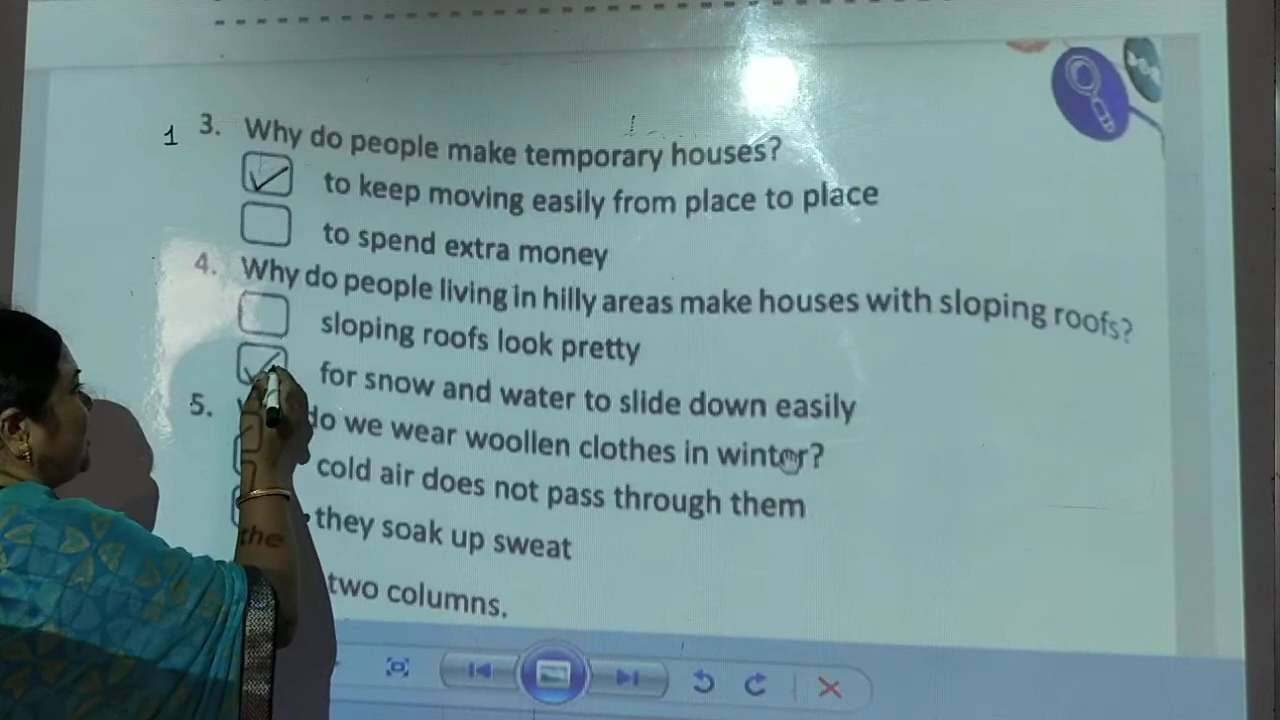 1 3. Why do people make temporary houses?
to keep moving easily from place to place
to spend extra money
4. Why do people living in hilly areas make houses with sloping roofs?
sloping roofs look pretty
for snow and water to slide down easily
5. do we wear woollen clothes in winter?
cold air does not pass through them
they soak up sweat
the two columns.